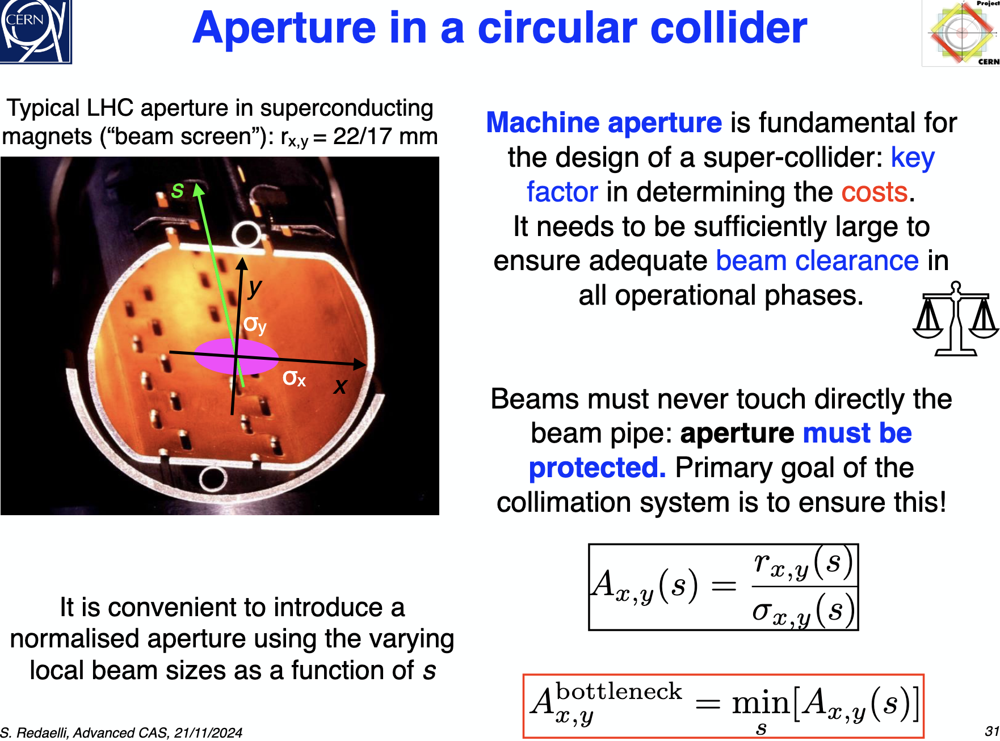 CERN
Aperture in a circular collider
Project
CERN
Typical LHC aperture in superconducting
magnets (“beam screen”): rx,y = 22/17 mm
s
y
σy
σx
x
Machine aperture is fundamental for
the design of a super-collider: key
factor in determining the costs.
It needs to be sufficiently large to
ensure adequate beam clearance in
all operational phases.
Beams must never touch directly the
beam pipe: aperture must be
protected. Primary goal of the
collimation system is to ensure this!
It is convenient to introduce a
normalised aperture using the varying
local beam sizes as a function of s
A_{x,y}(s) = \frac{r_{x,y}(s)}{σ_{x,y}(s)}
A_{x,y}^{bottleneck} = \min_s[A_{x,y}(s)]
S. Redaelli, Advanced CAS, 21/11/2024
31